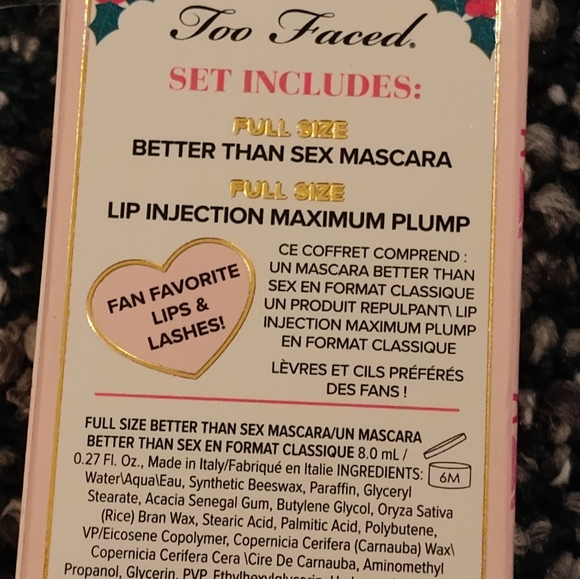 Too Faced.
SET INCLUDES:
FULL SIZE
BETTER THAN SEX MASCARA
FULL SIZE
LIP INJECTION MAXIMUM PLUMP
FAN FAVORITE
LIPS &
LASHES!
CE COFFRET COMPREND :
UN MASCARA BETTER THAN
SEX EN FORMAT CLASSIQUE
UN PRODUIT REPULPANT\ LIP
INJECTION MAXIMUM PLUMP
EN FORMAT CLASSIQUE
LÈVRES ET CILS PRÉFÉRÉS
DES FANS !
FULL SIZE BETTER THAN SEX MASCARA/UN MASCARA
BETTER THAN SEX EN FORMAT CLASSIQUE 8.0 mL /
0.27 Fl. Oz., Made in Italy/Fabriqué en Italie INGREDIENTS:
6M
Water\Aqua\Eau, Synthetic Beeswax, Paraffin, Glyceryl
Stearate, Acacia Senegal Gum, Butylene Glycol, Oryza Sativa
(Rice) Bran Wax, Stearic Acid, Palmitic Acid, Polybutene,
VP/Eicosene Copolymer, Copernicia Cerifera (Carnauba) Wax\
Copernicia Cerifera Cera \Cire De Carnauba, Aminomethyl
Propanol, Glycerin, PVP, Ethylhexylglycerin,